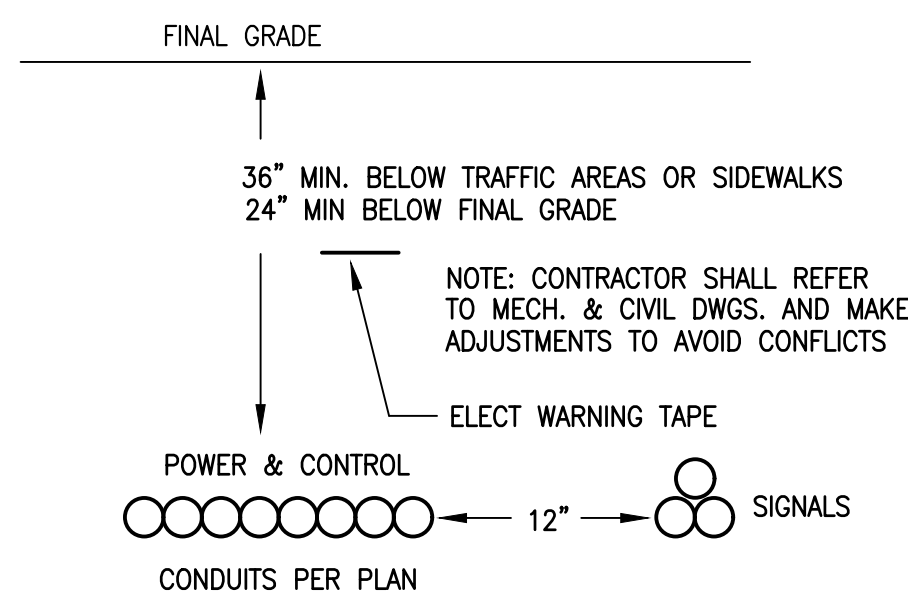 FINAL GRADE
36" MIN. BELOW TRAFFIC AREAS OR SIDEWALKS
24" MIN BELOW FINAL GRADE
NOTE: CONTRACTOR SHALL REFER
TO MECH. & CIVIL DWGS. AND MAKE
ADJUSTMENTS TO AVOID CONFLICTS
ELECT WARNING TAPE
POWER & CONTROL
12"
SIGNALS
CONDUITS PER PLAN